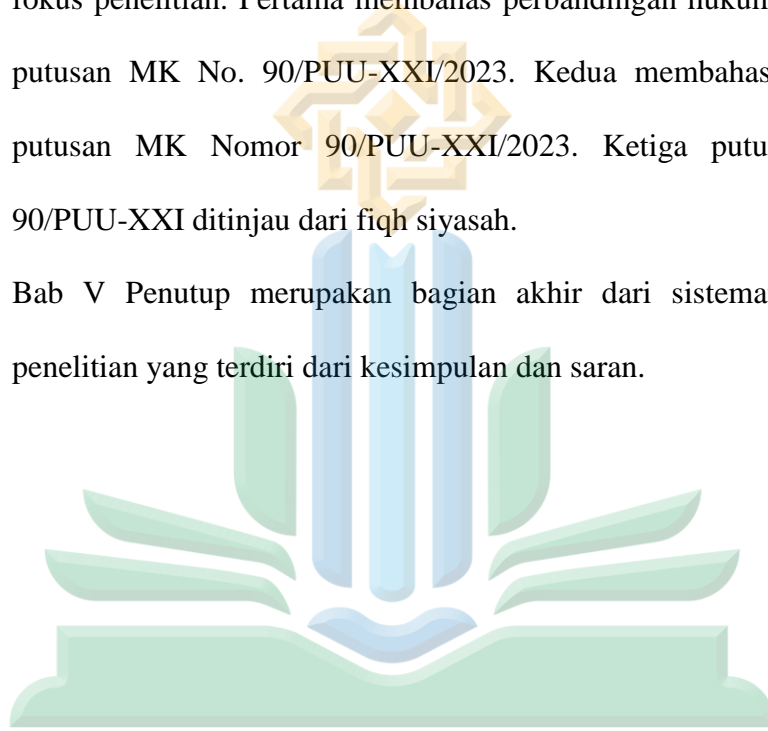 fokus penelitian. Pertama membahas perbandingan hukum
putusan MK No. 90/PUU-XXI/2023. Kedua membahas
putusan MK Nomor 90/PUU-XXI/2023. Ketiga putu
90/PUU-XXI ditinjau dari fiqh siyasah.
Bab V Penutup merupakan bagian akhir dari sistema
penelitian yang terdiri dari kesimpulan dan saran.